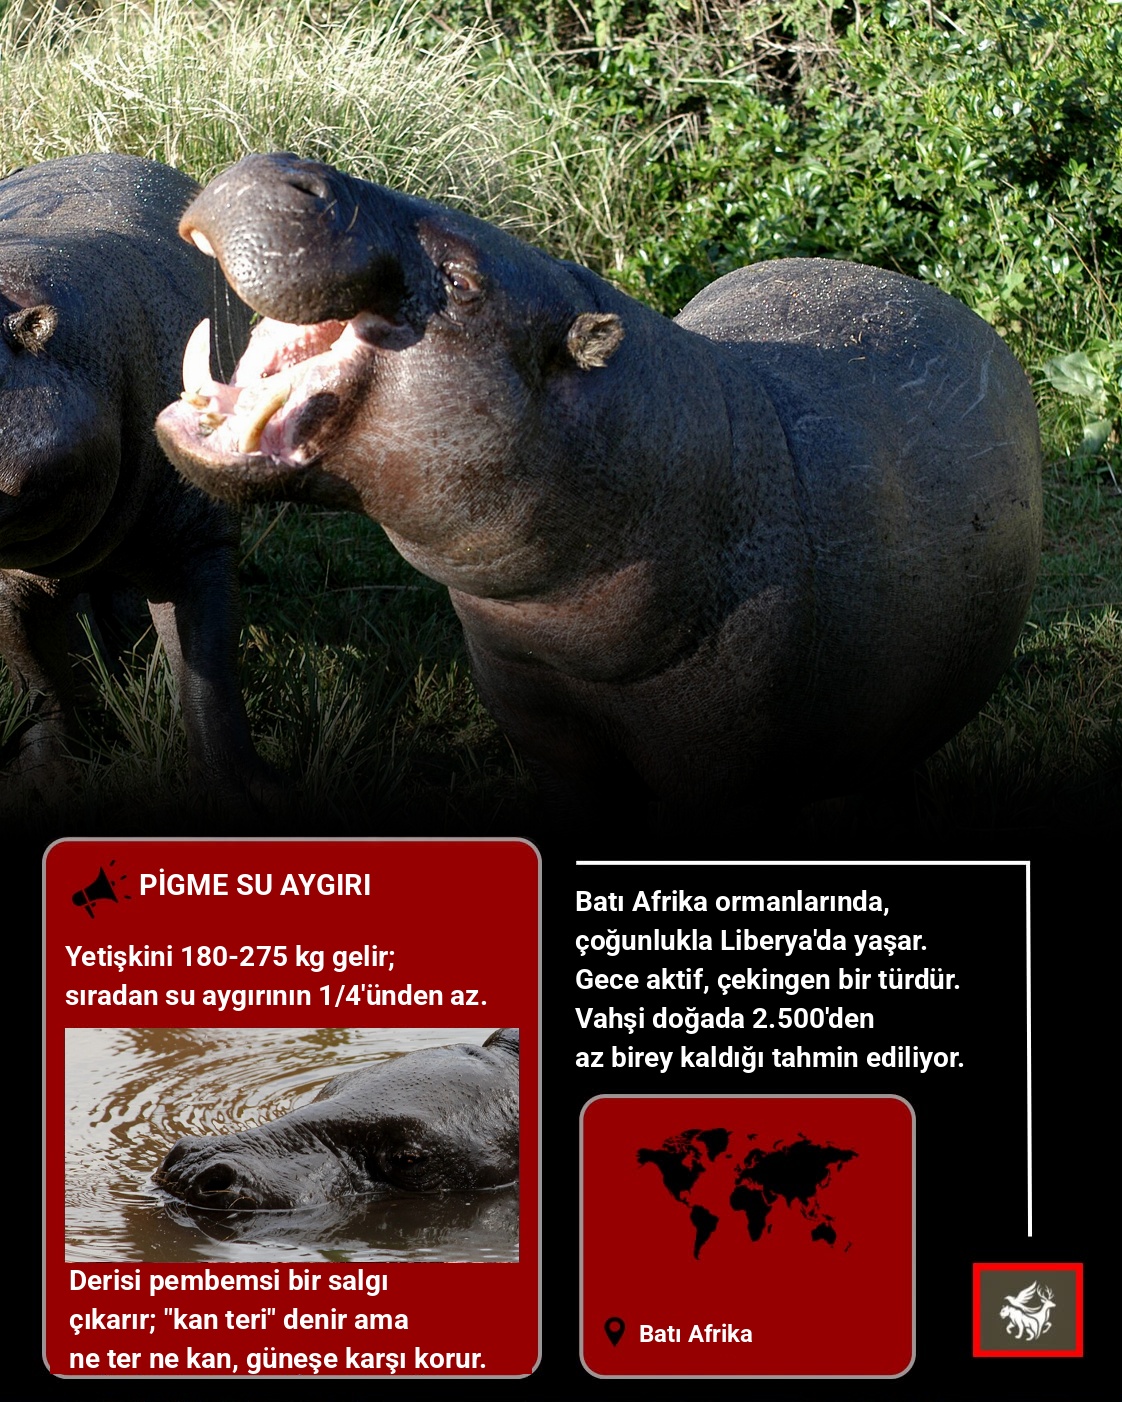 PİGME SU AYGIRI
Yetişkini 180-275 kg gelir;
sıradan su aygırının 1/4'ünden az.
Derisi pembemsi bir salgı
çıkarır; "kan teri" denir ama
ne ter ne kan, güneşe karşı korur.
Batı Afrika ormanlarında,
çoğunlukla Liberya'da yaşar.
Gece aktif, çekingen bir türdür.
Vahşi doğada 2.500'den
az birey kaldığı tahmin ediliyor.
Batı Afrika